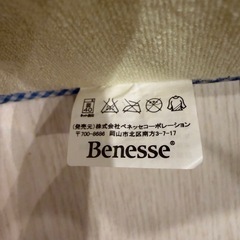 (発売元)株式会社ベネッセコーポレーション
〒700-8686 岡山市北区南方3-7-17
Benesse®